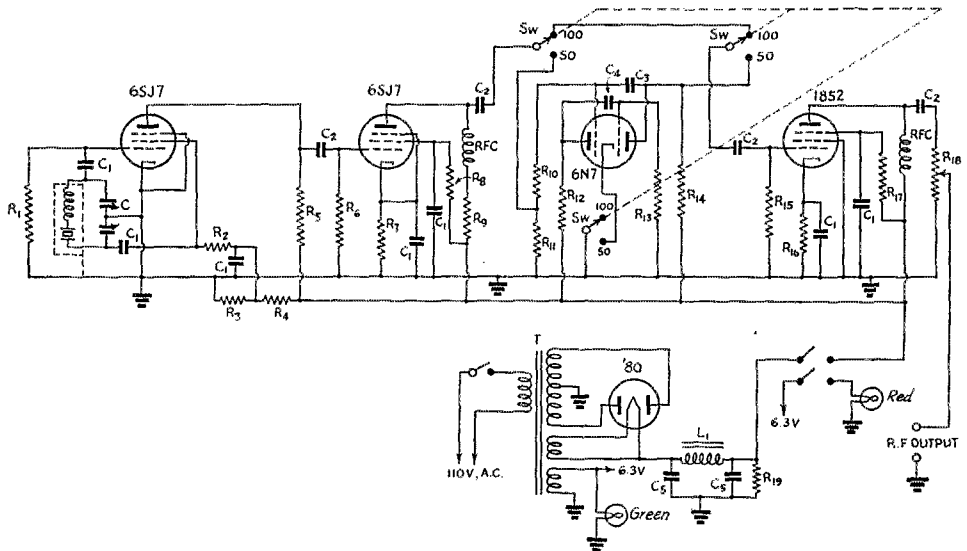 Sw
100
50
Sw
100
50
6SJ7
6SJ7
C2
C4
C3
1852
C2
C1
C
C1
C2
RFC
6N7
C2
RFC
R1
R2
C1
R3
R4
R5
R6
R7
C1
R8
C1
R9
R10
R11
R12
Sw
100
50
R13
R14
R15
R16
C1
C1
R17
R18
T
'80
110V, A.C.
L1
6.3V
C5
C5
R19
Green
6.3V
Red
R.F OUTPUT